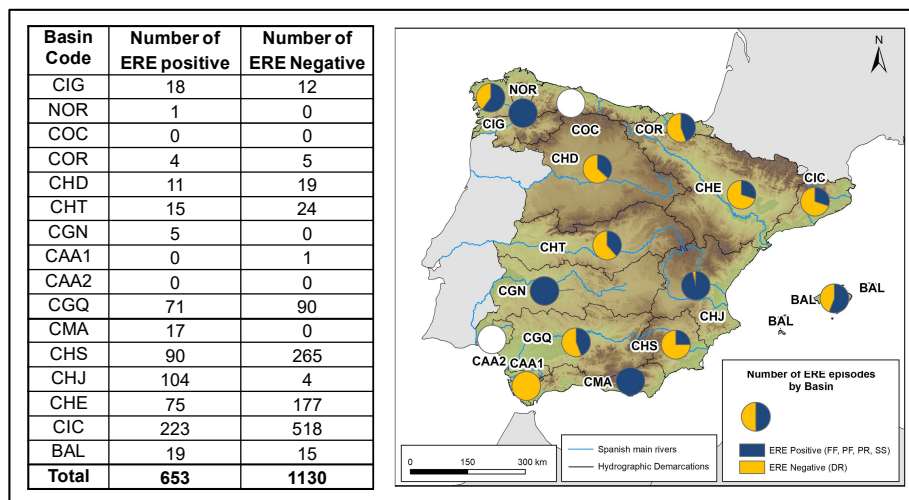 Basin Code Number of ERE positive Number of ERE Negative
CIG 18 12
NOR 1 0
COC 0 0
COR 4 5
CHD 11 19
CHT 15 24
CGN 5 0
CAA1 0 1
CAA2 0 0
CGQ 71 90
CMA 17 0
CHS 90 265
CHJ 104 4
CHE 75 177
CIC 223 518
BAL 19 15
Total 653 1130
N
NOR
CIG
COC
COR
CHD
CHE
CIC
CHT
CGN
CHJ
BAL
BAL
BAL
CGQ
CHS
CAA2
CAA1
CMA
Number of ERE episodes
by Basin
ERE Positive (FF, PF, PR, SS)
ERE Negative (DR)
0 150 300 km
Spanish main rivers
Hydrographic Demarcations